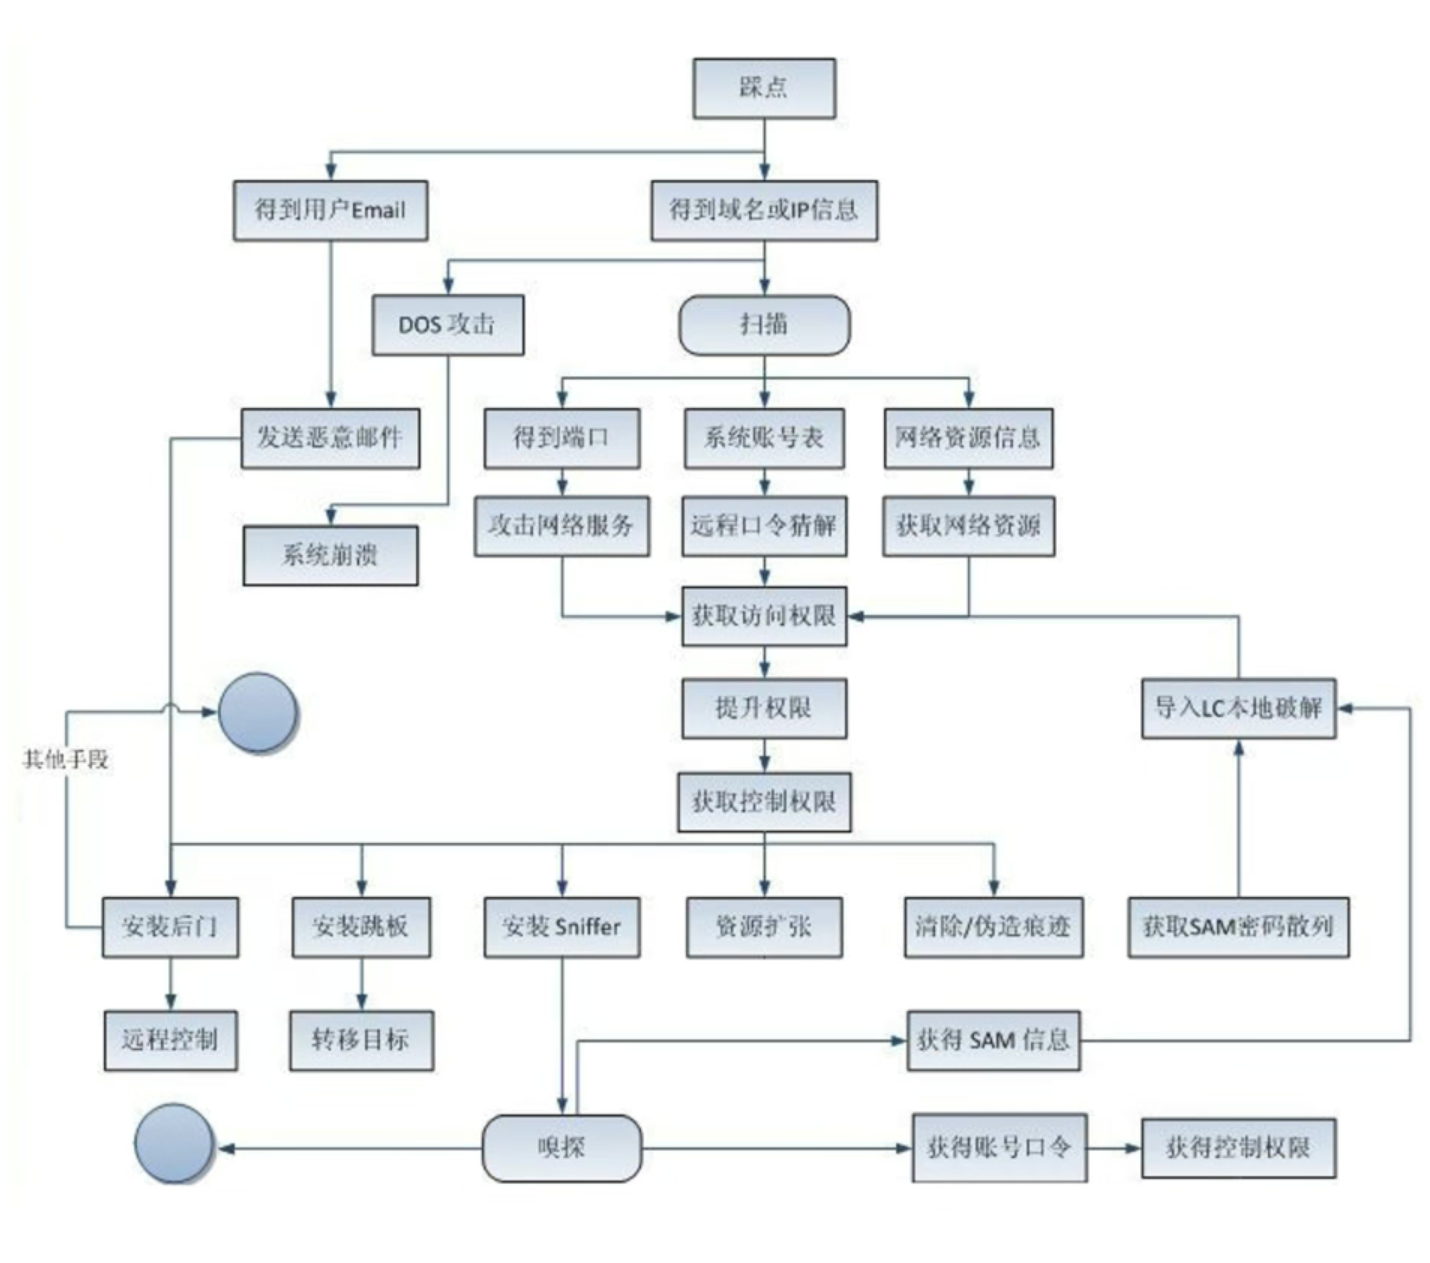 踩点
得到用户Email
得到域名或IP信息
DOS 攻击
扫描
发送恶意邮件
得到端口
系统账号表
网络资源信息
攻击网络服务
远程口令猜解
获取网络资源
系统崩溃
获取访问权限
提升权限
导入LC本地破解
其他手段
获取控制权限
安装后门
安装跳板
安装 Sniffer
资源扩张
清除/伪造痕迹
获取SAM密码散列
远程控制
转移目标
获得 SAM 信息
嗅探
获得账号口令
获得控制权限